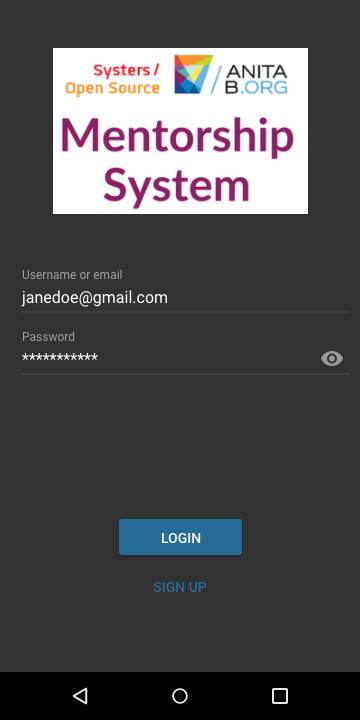 Systers /
Open Source
ANITA
B.ORG
Mentorship
System
Username or email
janedoe@gmail.com
Password
***********
LOGIN
SIGN UP